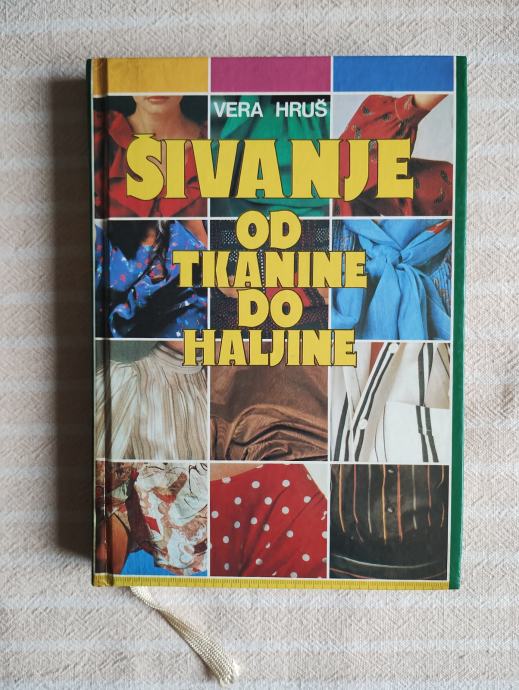 VERA HRUŠ
ŠIVANJE
OD
TKANINE
DO
HALJINE